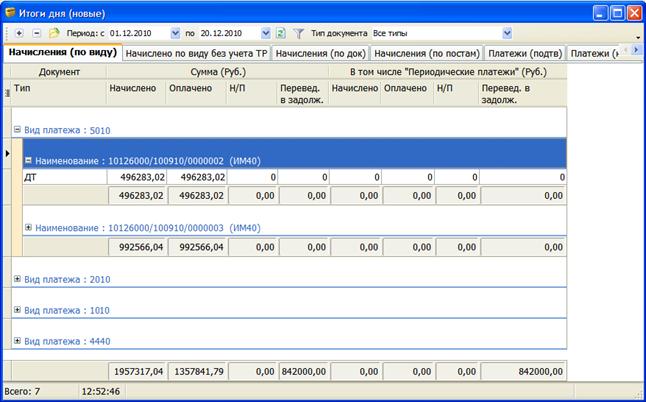 Итоги дня (новые)
Период: с 01.12.2010 по 20.12.2010 Тип документа Все типы
Начисления (по виду) Начислено по виду без учета ТР Начисления (по док) Начисления (по постам) Платежи (подтв) Платежи (
Документ Сумма (Руб.) В том числе "Периодические платежи" (Руб.)
Тип Начислено Оплачено Н/П Перевед. в задолж. Начислено Оплачено Н/П Перевед. в задолж.
Вид платежа : 5010
Наименование : 10126000/100910/0000002 (ИМ40)
ДТ 496283,02 496283,02 0 0 0 0 0 0
496283,02 496283,02 0,00 0,00 0,00 0,00 0,00 0,00
Наименование : 10126000/100910/0000003 (ИМ40)
992566,04 992566,04 0,00 0,00 0,00 0,00 0,00 0,00
Вид платежа : 2010
Вид платежа : 1010
Вид платежа : 4440
1957317,04 1357841,79 0,00 842000,00 0,00 0,00 0,00 842000,00
Всего: 7 12:52:46